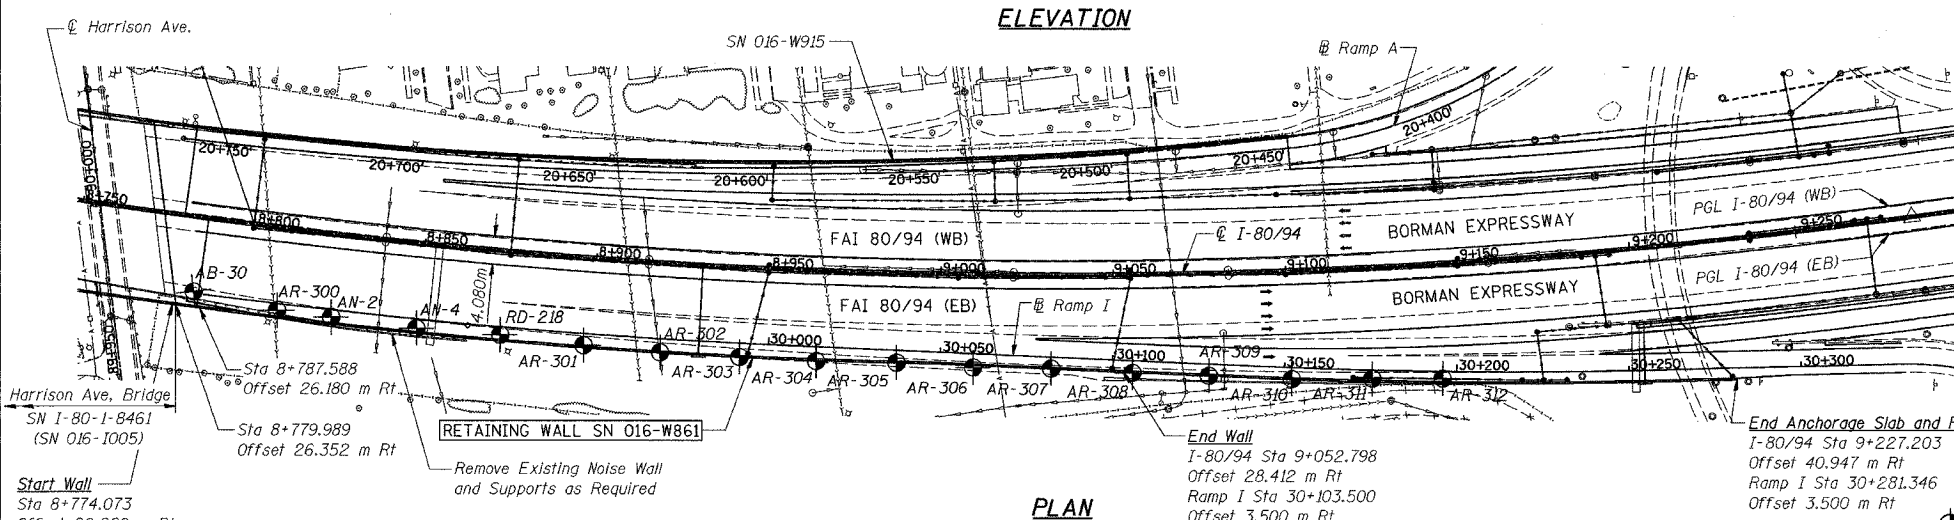 ELEVATION
℄ Harrison Ave.
SN 016-W915
℔ Ramp A
20+400
20+750
20+700
20+650
20+600
20+550
20+500
20+450
90+000
8+750
8+800
8+850
8+900
8+950
9+000
9+050
9+100
9+150
9+200
9+250
FAI 80/94 (WB)
℄ I-80/94
BORMAN EXPRESSWAY
PGL I-80/94 (WB)
PGL I-80/94 (EB)
FAI 80/94 (EB)
℔ Ramp I
BORMAN EXPRESSWAY
4.080m
AB-30
AR-300
AN-2
AN-4
RD-218
AR-301
AR-302
AR-303
AR-304
AR-305
AR-306
AR-307
AR-308
AR-309
AR-310
AR-311
AR-312
30+000
30+050
30+100
30+150
30+200
30+250
30+300
89+950
Sta 8+787.588
Offset 26.180 m Rt
Sta 8+779.989
Offset 26.352 m Rt
Harrison Ave. Bridge
SN I-80-1-8461
(SN 016-1005)
Start Wall
Sta 8+774.073
RETAINING WALL SN 016-W861
Remove Existing Noise Wall
and Supports as Required
End Wall
I-80/94 Sta 9+052.798
Offset 28.412 m Rt
Ramp I Sta 30+103.500
Offset 3.500 m Rt
End Anchorage Slab and
I-80/94 Sta 9+227.203
Offset 40.947 m Rt
Ramp I Sta 30+281.346
Offset 3.500 m Rt
PLAN